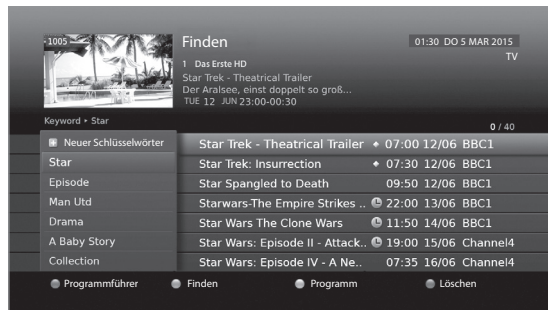 1005
Finden
01:30 DO 5 MAR 2015
TV
1 Das Erste HD
Star Trek - Theatrical Trailer
Der Aralsee, einst doppelt so groß...
TUE 12 JUN 23:00-00:30
Keyword ▸ Star
0 / 40
Neuer Schlüsselwörter
Star Trek - Theatrical Trailer 07:00 12/06 BBC1
Star
Star Trek: Insurrection 07:30 12/06 BBC1
Episode
Star Spangled to Death 09:50 12/06 BBC1
Man Utd
Starwars-The Empire Strikes .. 22:00 13/06 BBC1
Drama
Star Wars The Clone Wars 11:50 14/06 BBC1
A Baby Story
Star Wars: Episode II - Attack.. 19:00 15/06 Channel4
Collection
Star Wars: Episode IV - A Ne.. 07:35 16/06 Channel4
Programmführer Finden Programm Löschen